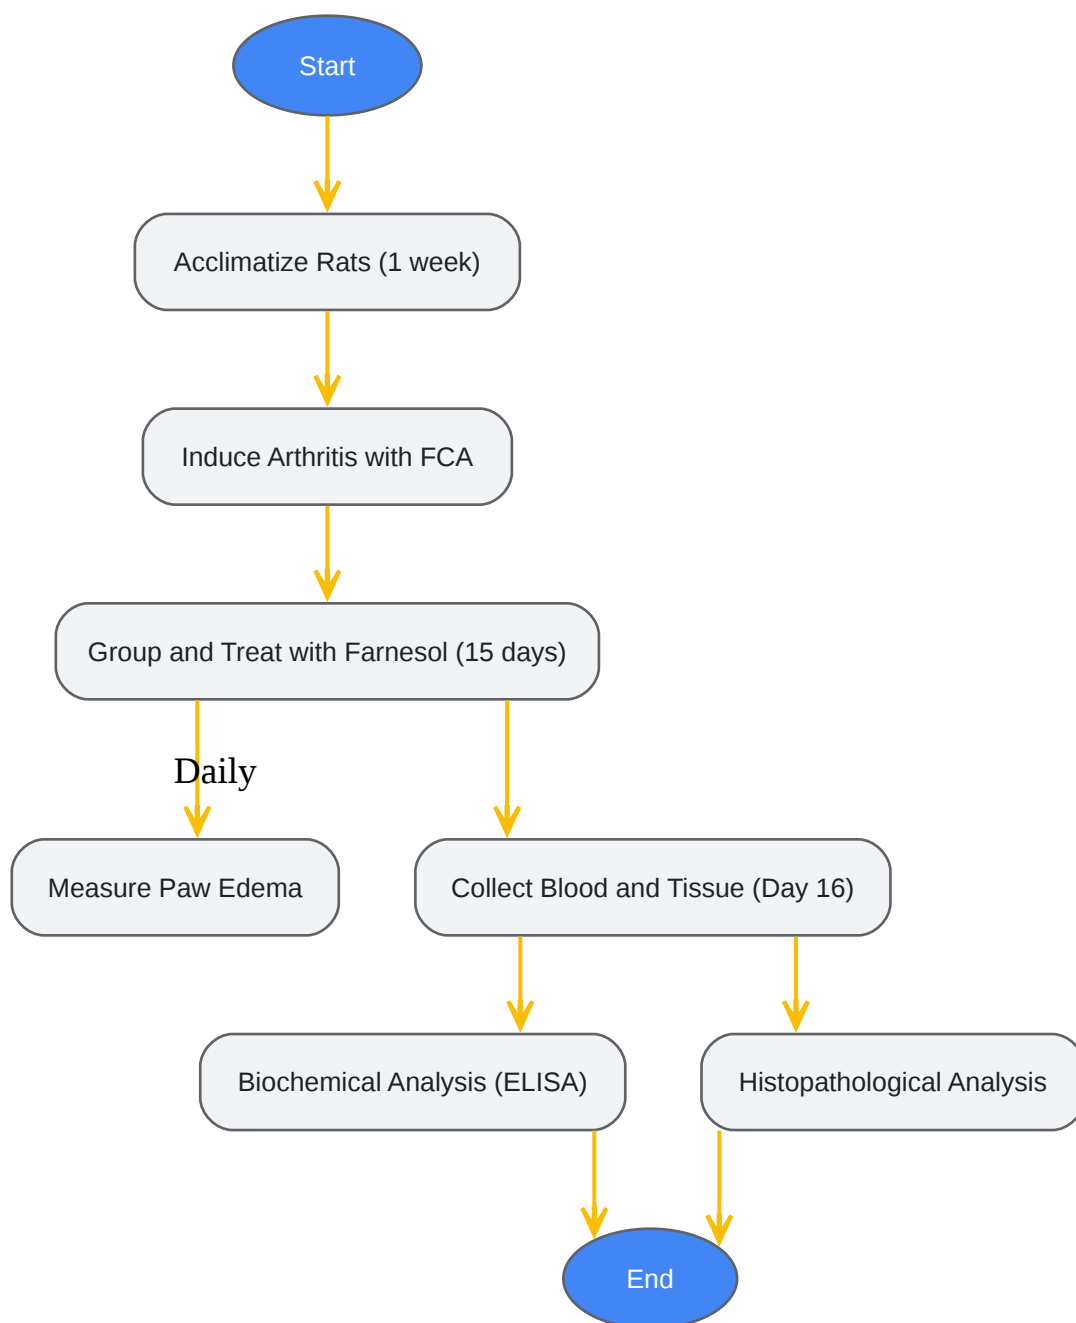 Start
Acclimatize Rats (1 week)
Induce Arthritis with FCA
Group and Treat with Farnesol (15 days)
Daily
Measure Paw Edema
Collect Blood and Tissue (Day 16)
Biochemical Analysis (ELISA)
Histopathological Analysis
End